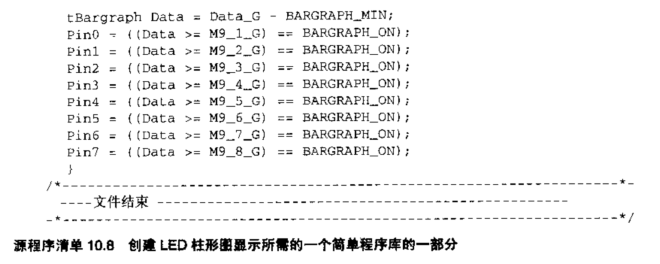 tBargraph Data = Data_G - BARGRAPH_MIN;
Pin0 = ((Data >= M9_1_G) == BARGRAPH_ON);
Pin1 = ((Data >= M9_2_G) == BARGRAPH_ON);
Pin2 = ((Data >= M9_3_G) == BARGRAPH_ON);
Pin3 = ((Data >= M9_4_G) == BARGRAPH_ON);
Pin4 = ((Data >= M9_5_G) == BARGRAPH_ON);
Pin5 = ((Data >= M9_6_G) == BARGRAPH_ON);
Pin6 = ((Data >= M9_7_G) == BARGRAPH_ON);
Pin7 = ((Data >= M9_8_G) == BARGRAPH_ON);
}
/*------------------------------------------------------------------*-
----文件结束 ------------------------------------------------
-*------------------------------------------------------------------*/
源程序清单 10.8 创建 LED 柱形图显示所需的一个简单程序库的一部分